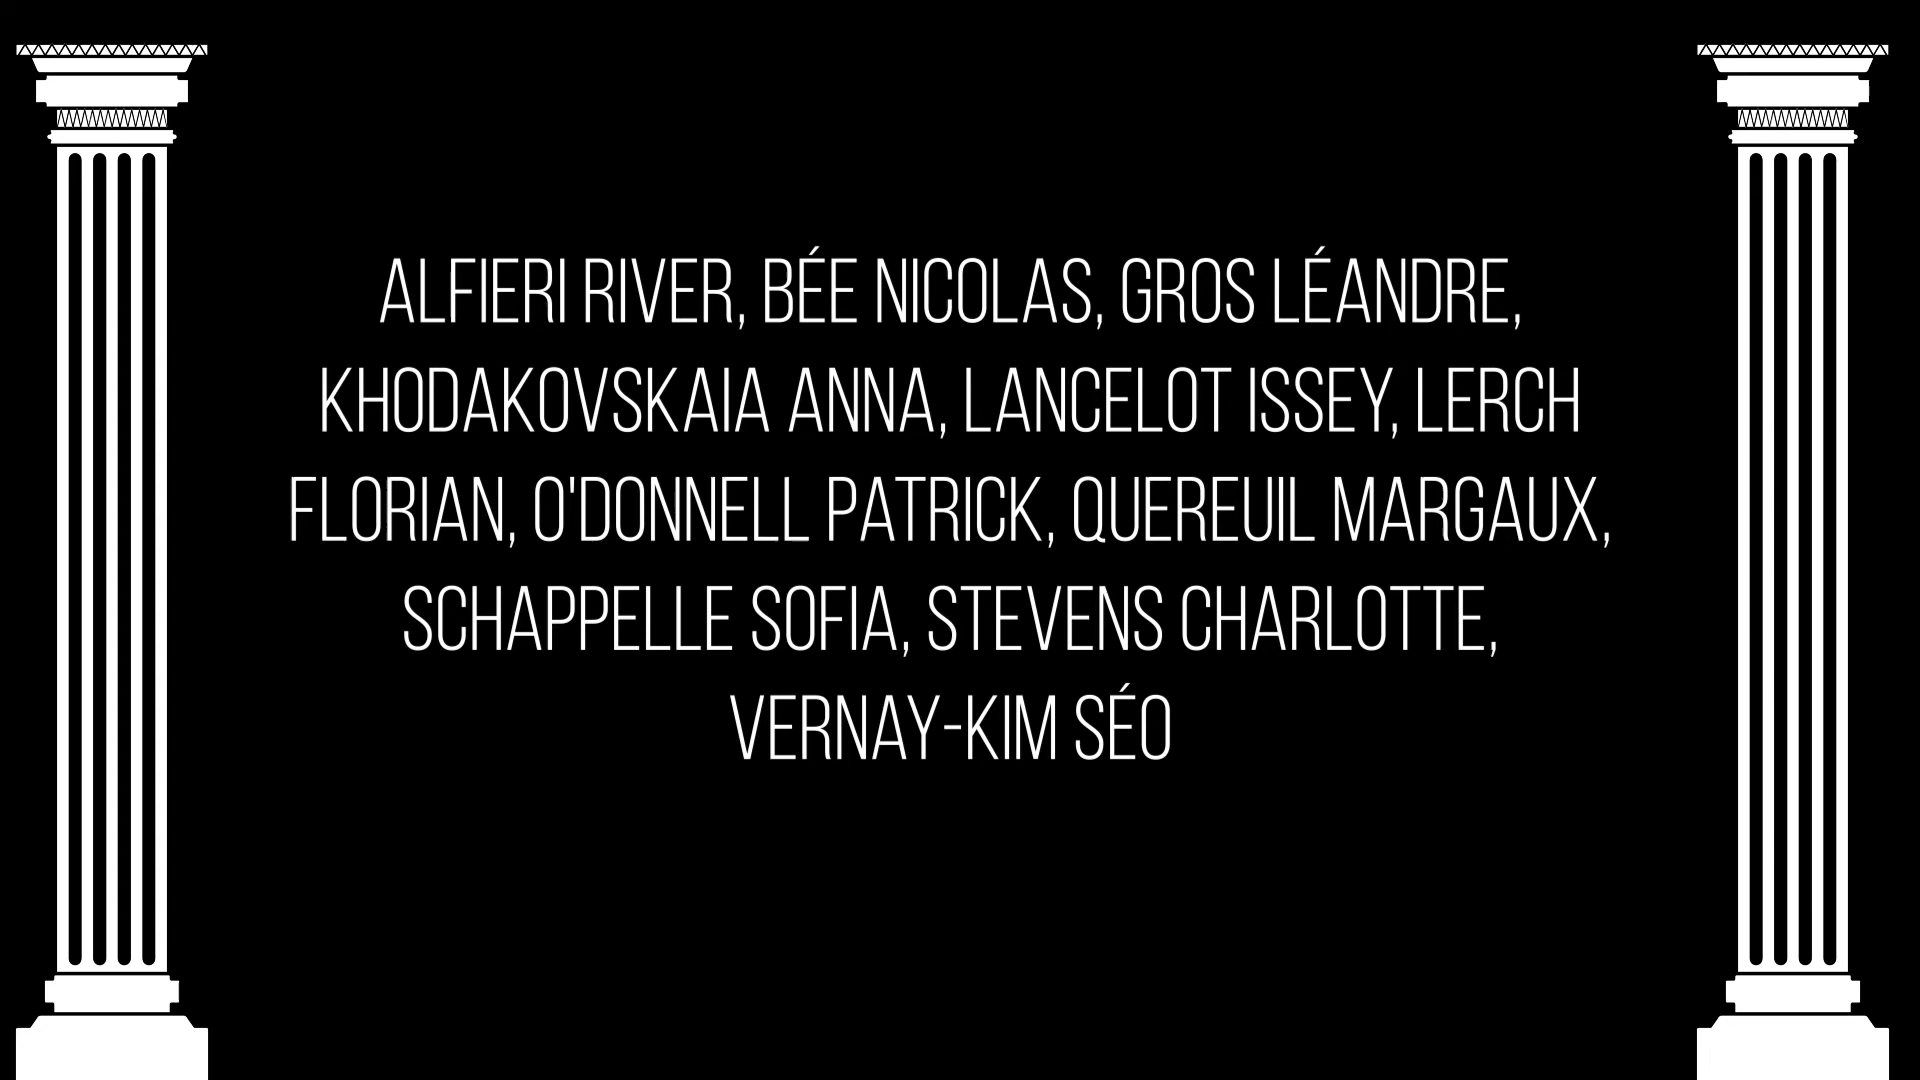 ALFIERI RIVER, BÉE NICOLAS, GROS LÉANDRE,
KHODAKOVSKAIA ANNA, LANCELOT ISSEY, LERCH
FLORIAN, O'DONNELL PATRICK, QUEREUIL MARGAUX,
SCHAPPELLE SOFIA, STEVENS CHARLOTTE,
VERNAY-KIM SÉO